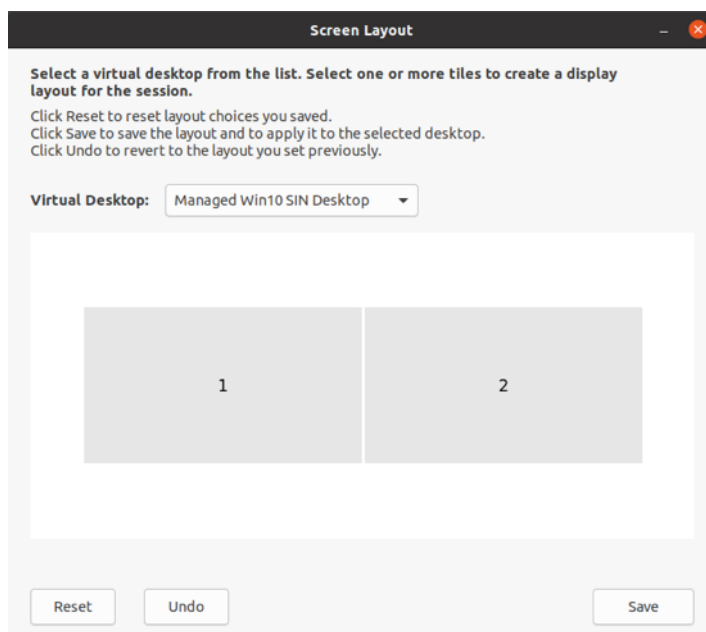 Screen Layout
Select a virtual desktop from the list. Select one or more tiles to create a display
layout for the session.
Click Reset to reset layout choices you saved.
Click Save to save the layout and to apply it to the selected desktop.
Click Undo to revert to the layout you set previously.
Virtual Desktop: Managed Win10 SIN Desktop
1 2
Reset Undo Save